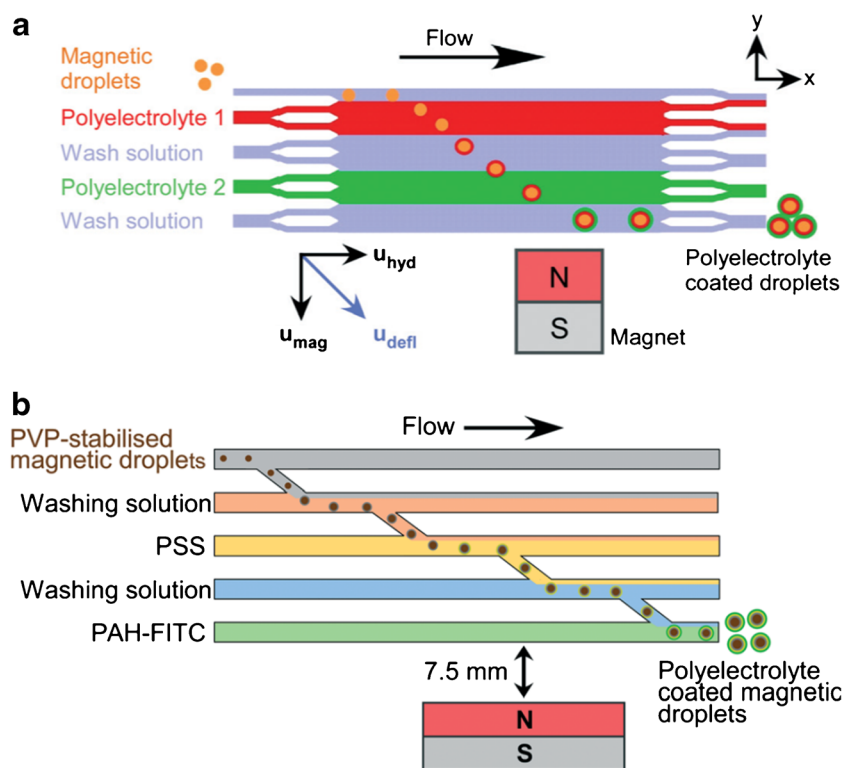 a
Flow
y
x
Magnetic
droplets
Polyelectrolyte 1
Wash solution
Polyelectrolyte 2
Wash solution
u_hyd
u_mag
u_defl
N
S
Magnet
Polyelectrolyte
coated droplets
b
Flow
PVP-stabilised
magnetic droplets
Washing solution
PSS
Washing solution
PAH-FITC
7.5 mm
N
S
Polyelectrolyte
coated magnetic
droplets